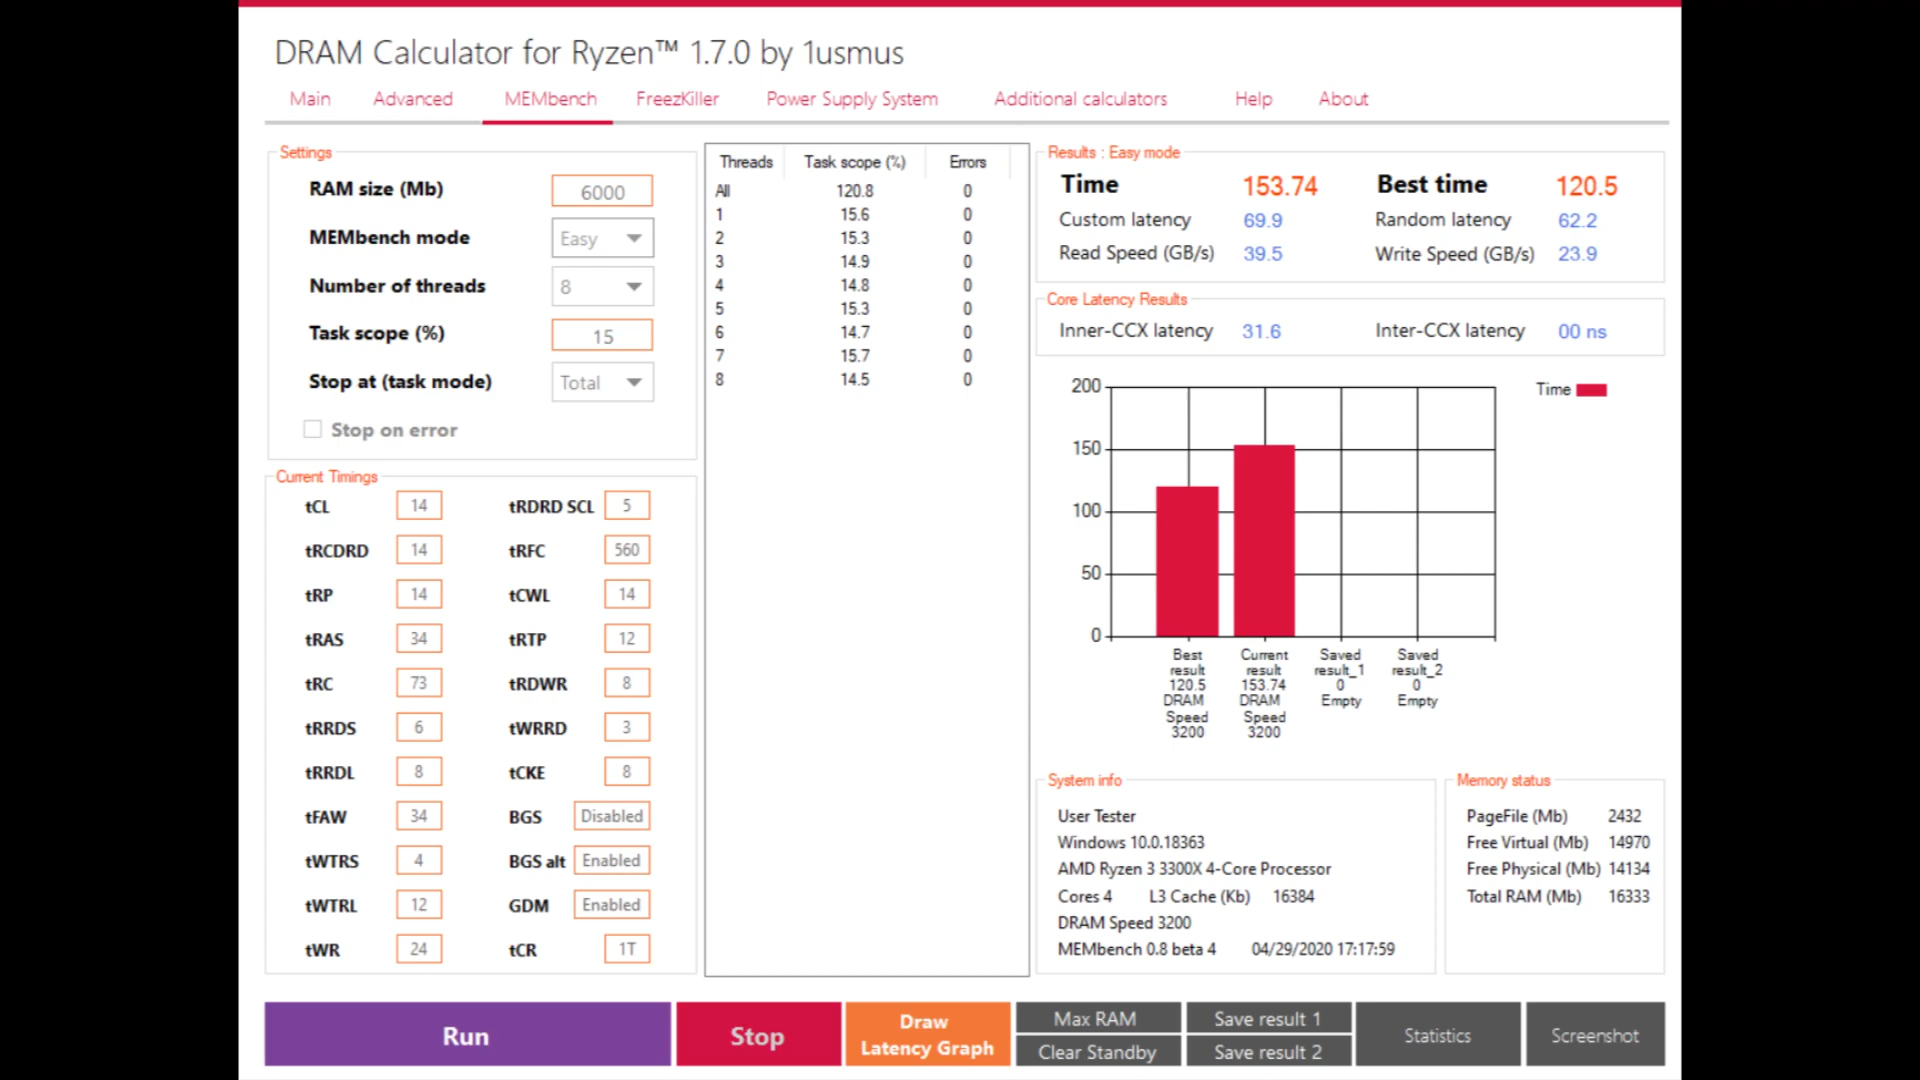 DRAM Calculator for Ryzen™ 1.7.0 by 1usmus
Main Advanced MEMbench FreezKiller Power Supply System Additional calculators Help About
Settings
RAM size (Mb) 6000
MEMbench mode Easy
Number of threads 8
Task scope (%) 15
Stop at (task mode) Total
Stop on error
Current Timings
tCL 14 tRDRD SCL 5
tRCDRD 14 tRFC 560
tRP 14 tCWL 14
tRAS 34 tRTP 12
tRC 73 tRDWR 8
tRRDS 6 tWRRD 3
tRRDL 8 tCKE 8
tFAW 34 BGS Disabled
tWTRS 4 BGS alt Enabled
tWTRL 12 GDM Enabled
tWR 24 tCR 1T
Threads Task scope (%) Errors
All 120.8 0
1 15.6 0
2 15.3 0
3 14.9 0
4 14.8 0
5 15.3 0
6 14.7 0
7 15.7 0
8 14.5 0
Results : Easy mode
Time 153.74 Best time 120.5
Custom latency 69.9 Random latency 62.2
Read Speed (GB/s) 39.5 Write Speed (GB/s) 23.9
Core Latency Results
Inner-CCX latency 31.6 Inter-CCX latency 00 ns
200
150
100
50
0
Time
Best result 120.5 DRAM Speed 3200
Current result 153.74 DRAM Speed 3200
Saved result_1 0 Empty
Saved result_2 0 Empty
System info
User Tester
Windows 10.0.18363
AMD Ryzen 3 3300X 4-Core Processor
Cores 4 L3 Cache (Kb) 16384
DRAM Speed 3200
MEMbench 0.8 beta 4 04/29/2020 17:17:59
Memory status
PageFile (Mb) 2432
Free Virtual (Mb) 14970
Free Physical (Mb) 14134
Total RAM (Mb) 16333
Run
Stop
Draw
Latency Graph
Max RAM
Clear Standby
Save result 1
Save result 2
Statistics
Screenshot